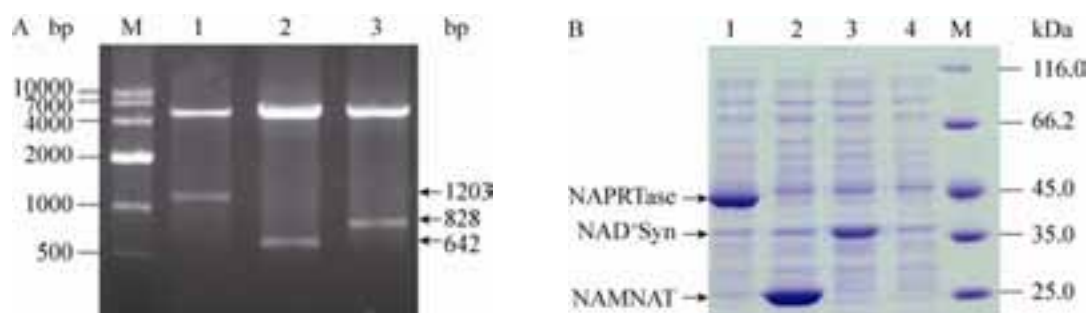 A bp M 1 2 3 bp
10000
7000
4000
2000
1000
500
1203
828
642
B 1 2 3 4 M kDa
116.0
66.2
45.0
35.0
25.0
NAPRTase
NAD⁺Syn
NAMNAT